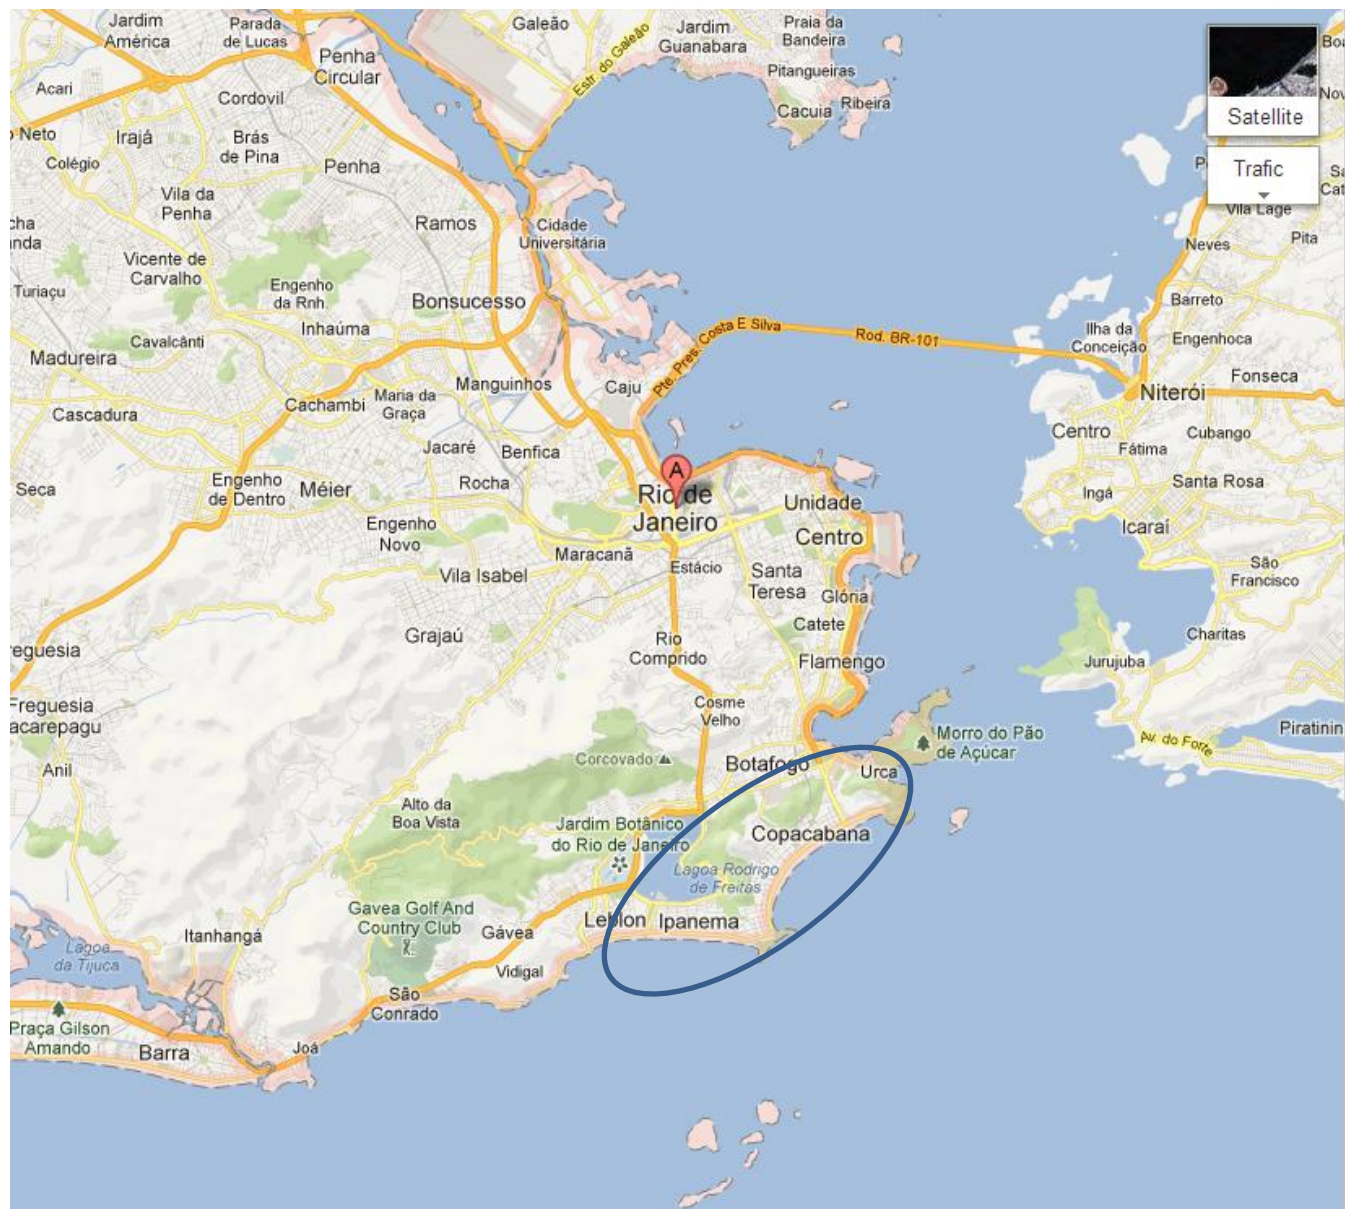 Jardim
América
Parada
de Lucas
Galeão
Jardim
Guanabara
Praia da
Bandeira
Penha
Circular
Estr. do Galeão
Pitangueiras
Acari
Cordovil
Cacuia
Ribeira
Satellite
Neto
Irajá
Brás
de Pina
Colégio
Penha
Trafic
Vila da
Penha
Vila Lage
Ramos
Cidade
Universitária
Neves
Pita
Vicente de
Carvalho
Turiaçu
Engenho
da Rnh.
Bonsucesso
Barreto
Inhaúma
Cavalcânti
Pte. Pres. Costa E Silva
Rod. BR-101
Ilha da
Conceição
Engenhoca
Madureira
Manguinhos
Caju
Fonseca
Niterói
Cachambi
Maria da
Graça
Cascadura
Centro
Cubango
Fátima
Jacaré
Benfica
A
Seca
Engenho
de Dentro
Méier
Rocha
Rio de
Janeiro
Unidade
Centro
Ingá
Santa Rosa
Icaraí
Engenho
Novo
Maracanã
Estácio
Vila Isabel
Santa
Teresa
São
Francisco
Glória
Catete
Grajaú
Rio
Comprido
Flamengo
Charitas
Jurujuba
reguesia
Freguesia
acarepagu
Cosme
Velho
Morro do Pão
de Açúcar
Av. do Forte
Piratinin
Anil
Corcovado
Botafogo
Urca
Alto da
Boa Vista
Jardim Botânico
do Rio de Janeiro
Copacabana
Lagoa Rodrigo
de Freitas
Gavea Golf And
Country Club
Leblon
Ipanema
Itanhangá
Gávea
Lagoa
da Tijuca
Vidigal
São
Conrado
Praça Gilson
Amando
Barra
Joá